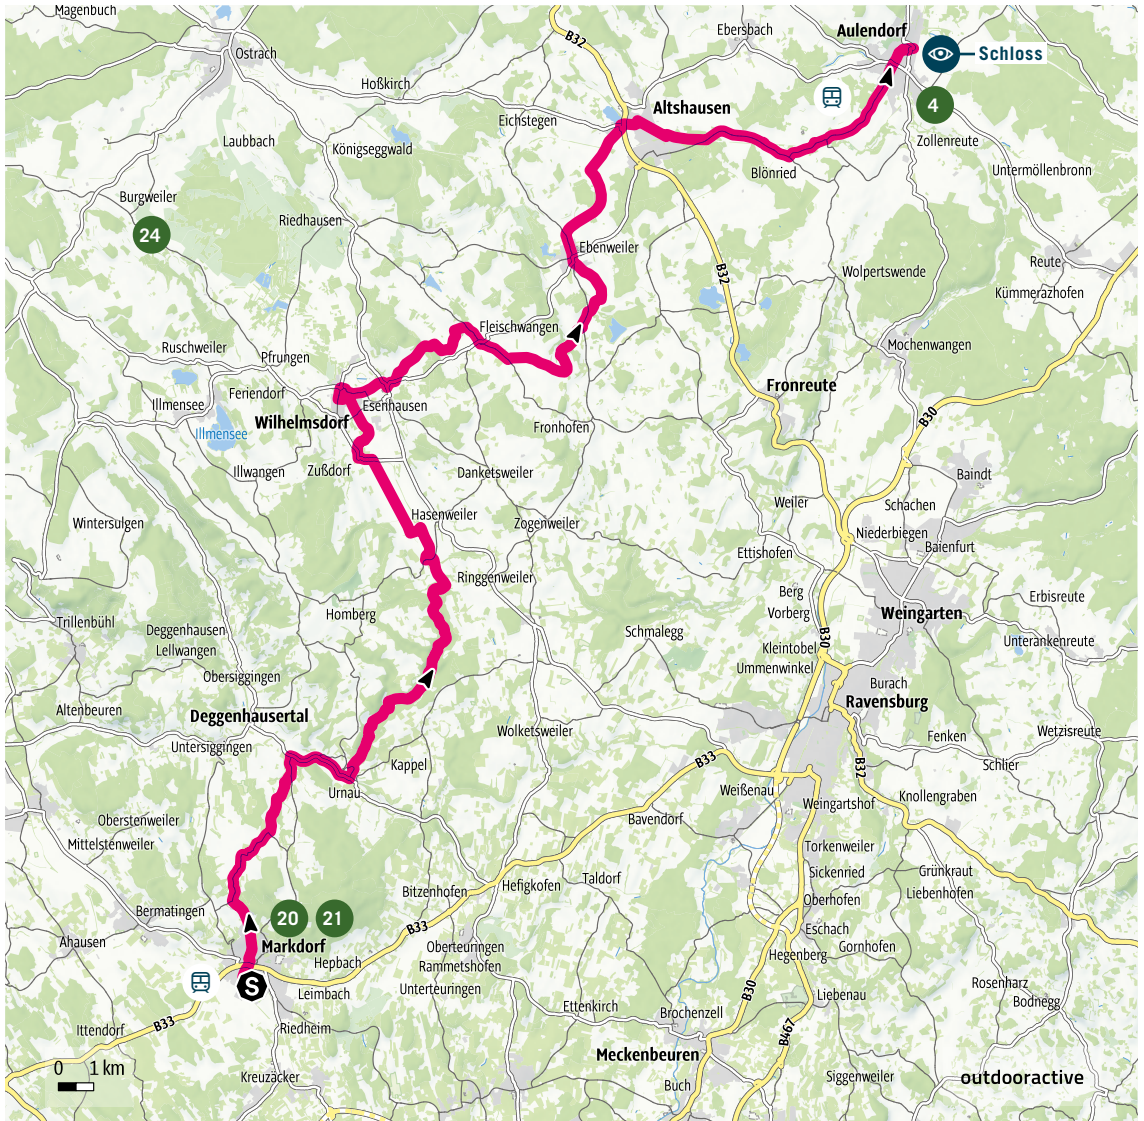 Magenbuch
Ostrach
B32
Ebersbach
Aulendorf
Schloss
Hoßkirch
Altshausen
4
Eichstegen
Laubbach
Königseggwald
Zollenreute
Blönried
Untermöllenbronn
Burgweiler
24
Riedhausen
Ebenweiler
B32
Wolpertswende
Reute
Kümmerazhofen
Fleischwangen
Ruschweiler
Pfrungen
Mochenwangen
Feriendorf
Illmensee
Esenhausen
Fronreute
Wilhelmsdorf
B30
Illmensee
Fronhofen
Illwangen
Zußdorf
Danketsweiler
Baindt
Weiler
Schachen
Wintersulgen
Hasenweiler
Zogenweiler
Niederbiegen
Baienfurt
Ettishofen
Ringgenweiler
Berg
Erbisreute
Vorberg
Weingarten
Trillenbühl
Homberg
Deggenhausen
Lellwangen
Schmalegg
B30
Kleintobel
Unterankenreute
Ummenwinkel
Obersiggingen
Burach
Ravensburg
Altenbeuren
Deggenhausertal
Wolketsweiler
Fenken
Wetzisreute
Untersiggingen
Kappel
B33
B32
Schlier
Urnau
Weißenau
Weingartshof
Knollengraben
Oberstenweiler
Bavendorf
Mittelstenweiler
Torkenweiler
Sickenried
Grünkraut
Bitzenhofen
Hefigkofen
Taldorf
Liebenhofen
Oberhofen
Bermatingen
20
21
B33
Eschach
Ahausen
Markdorf
Oberteuringen
Gornhofen
Hegenberg
Hepbach
Rammetshofen
S
Leimbach
Unterteuringen
B30
Liebenau
Rosenharz
Bodnegg
Ettenkirch
Brochenzell
Ittendorf
B33
Riedheim
B467
Meckenbeuren
0 1 km
Kreuzäcker
Buch
Siggenweiler
outdooractive